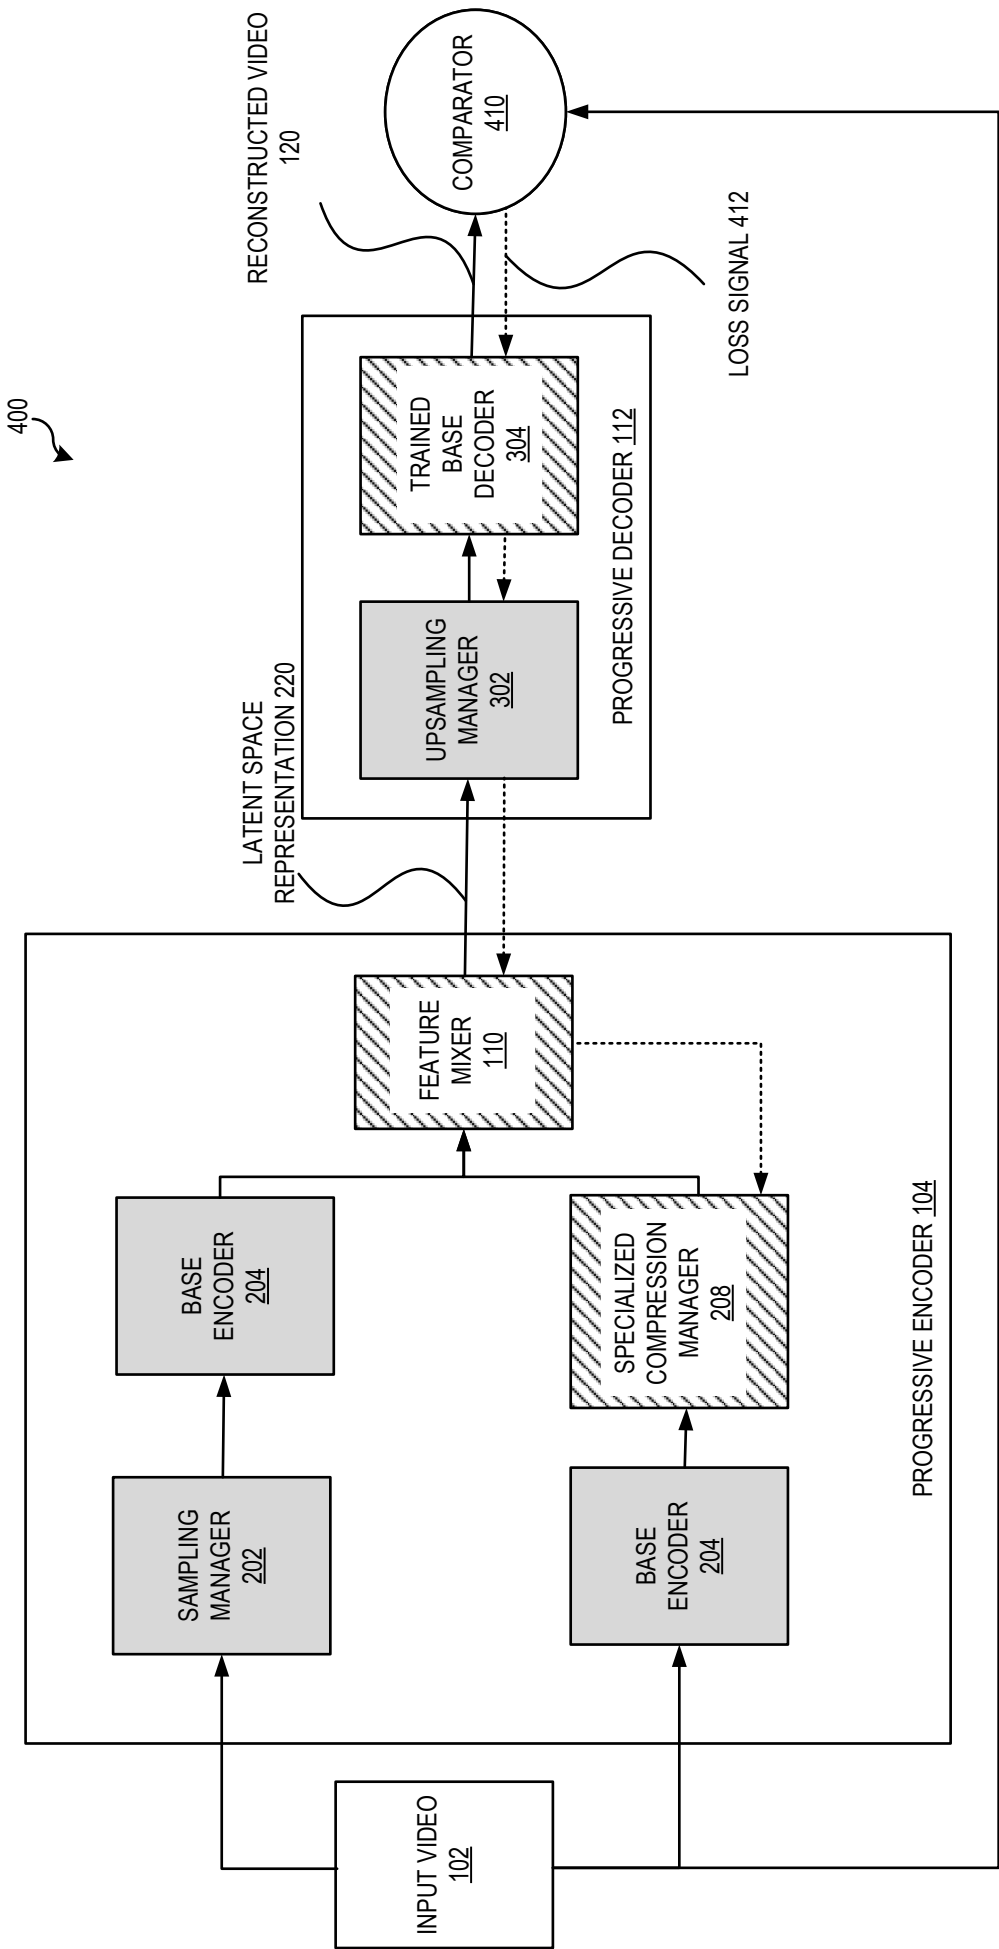 400
INPUT VIDEO
102
SAMPLING
MANAGER
202
BASE
ENCODER
204
BASE
ENCODER
204
SPECIALIZED
COMPRESSION
MANAGER
208
FEATURE
MIXER
110
PROGRESSIVE ENCODER 104
LATENT SPACE
REPRESENTATION 220
UPSAMPLING
MANAGER
302
TRAINED
BASE
DECODER
304
PROGRESSIVE DECODER 112
RECONSTRUCTED VIDEO
120
COMPARATOR
410
LOSS SIGNAL 412